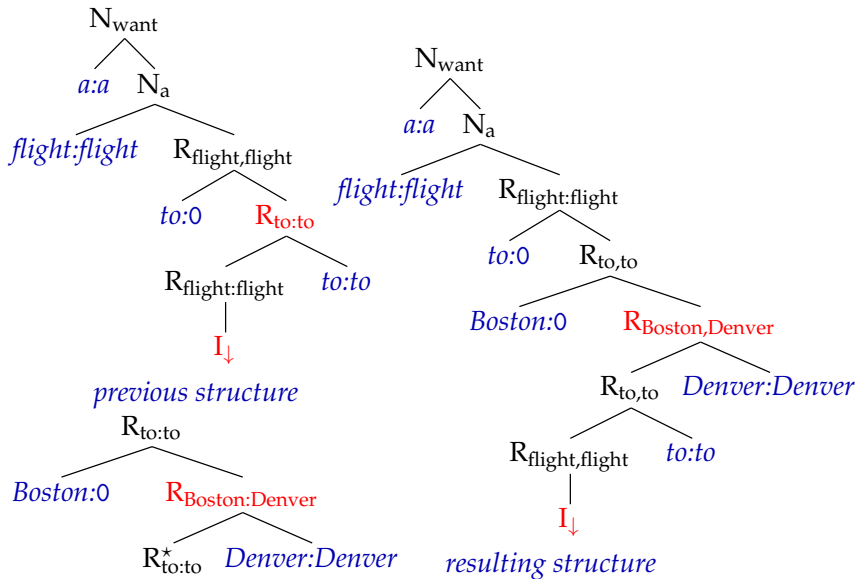 N_want
a:a N_a
flight:flight R_flight,flight
to:0 R_to:to
R_flight:flight to:to
I_↓
previous structure
R_to:to
Boston:0 R_Boston:Denver
R*_to:to Denver:Denver
N_want
a:a N_a
flight:flight R_flight:flight
to:0 R_to,to
Boston:0 R_Boston,Denver
R_to,to Denver:Denver
R_flight,flight to:to
I_↓
resulting structure